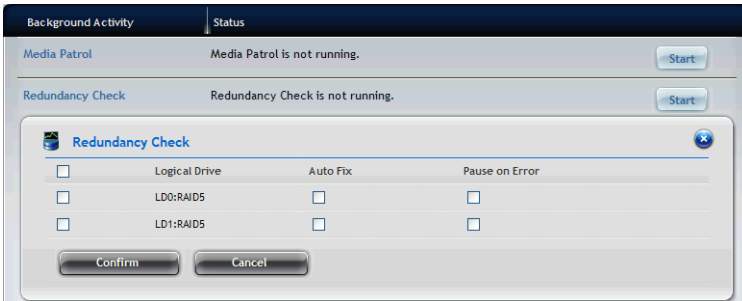 Background Activity Status
Media Patrol Media Patrol is not running. Start
Redundancy Check Redundancy Check is not running. Start
Redundancy Check
Logical Drive Auto Fix Pause on Error
LD0:RAID5
LD1:RAID5
Confirm Cancel